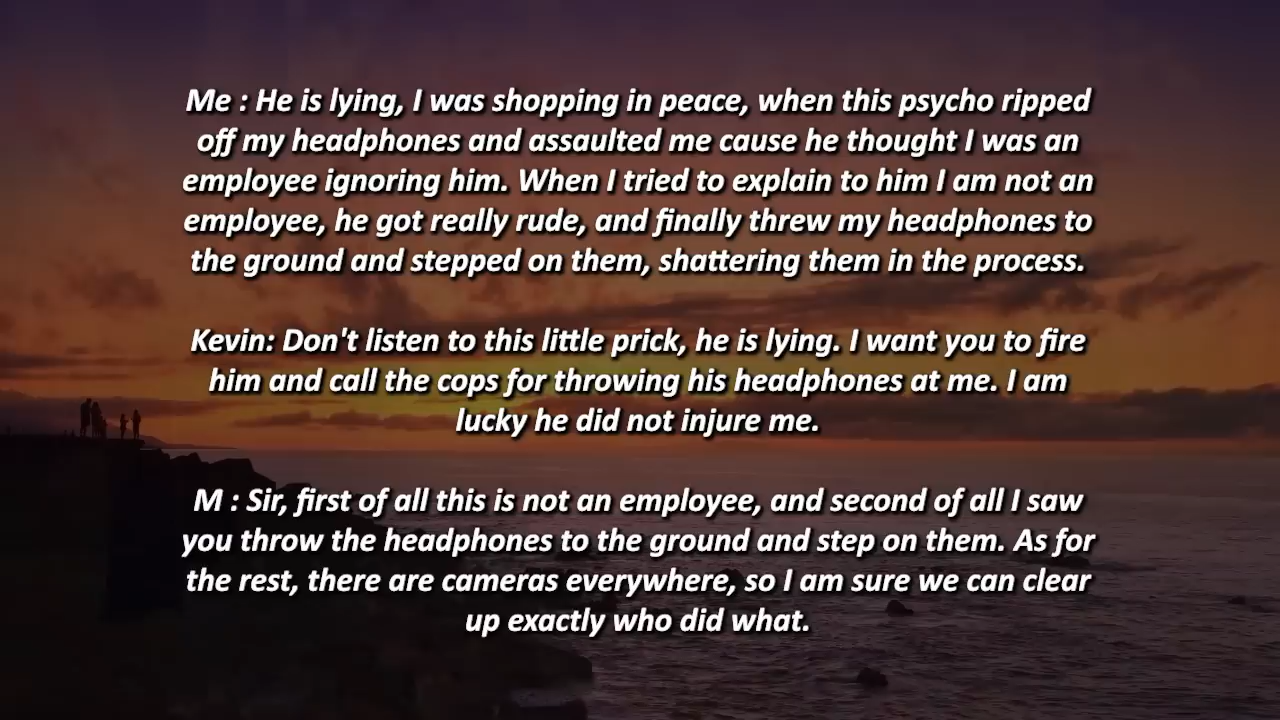 Me : He is lying, I was shopping in peace, when this psycho ripped
off my headphones and assaulted me cause he thought I was an
employee ignoring him. When I tried to explain to him I am not an
employee, he got really rude, and finally threw my headphones to
the ground and stepped on them, shattering them in the process.
Kevin: Don't listen to this little prick, he is lying. I want you to fire
him and call the cops for throwing his headphones at me. I am
lucky he did not injure me.
M : Sir, first of all this is not an employee, and second of all I saw
you throw the headphones to the ground and step on them. As for
the rest, there are cameras everywhere, so I am sure we can clear
up exactly who did what.